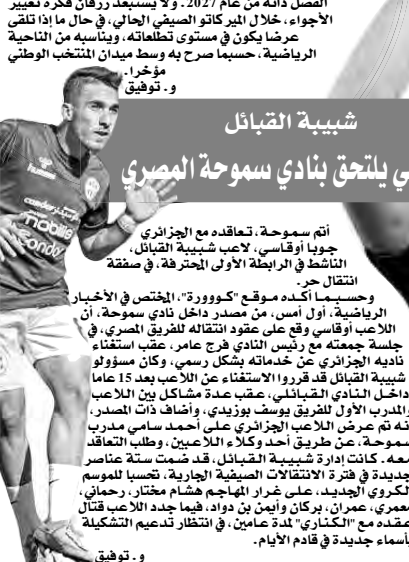 الفصل ذاته من عام 2027. ولا يستبعد زرقان فكرة تغيير
الأجواء، خلال الميركاتو الصيفي الحالي، في حال ما إذا تلقى
عرضا يكون في مستوى تطلعاته، ويناسبه من الناحية
الرياضية، حسبما صرح به وسط ميدان المنتخب الوطني
مؤخرا.
و. توفيق
شبيبة القبائل
ي يلتحق بنادي سموحة المصري
أتم سموحة، تعاقده مع الجزائري
جوبا أوقاسي، لاعب شبيبة القبائل،
الناشط في الرابطة الأولى المحترفة، في صفقة
انتقال حر.
وحسبما أكده موقع "كووورة"، المختص في الأخبار
الرياضية، أول أمس، من مصدر داخل نادي سموحة، أن
اللاعب أوقاسي وقع على عقود انتقاله للفريق المصري، في
جلسة جمعته مع رئيس النادي فرج عامر، عقب استغناء
ناديه الجزائري عن خدماته بشكل رسمي، وكان مسؤولو
شبيبة القبائل قد قرروا الاستغناء عن اللاعب بعد 15 عاما
داخل النادي القبائلي، عقب عدة مشاكل بين اللاعب
والمدرب الأول للفريق يوسف بوزيدي، وأضاف ذات المصدر،
نه تم عرض اللاعب الجزائري على أحمد سامي مدرب
سموحة، عن طريق أحد وكلاء اللاعبين، وطلب التعاقد
معه. كانت إدارة شبيبة القبائل، قد ضمت ستة عناصر
جديدة في فترة الانتقالات الصيفية الجارية، تحسبا للموسم
لكروي الجديد، على غرار المهاجم هشام مختار، رحماني،
معمري، عمران، بركان وأيمن بن دواد، فيما جدد اللاعب قتال
عقده مع "الكناري" لمدة عامين، في انتظار تدعيم التشكيلة
بأسماء جديدة في قادم الأيام.
و. توفيق
hummel
mobilis
Condor